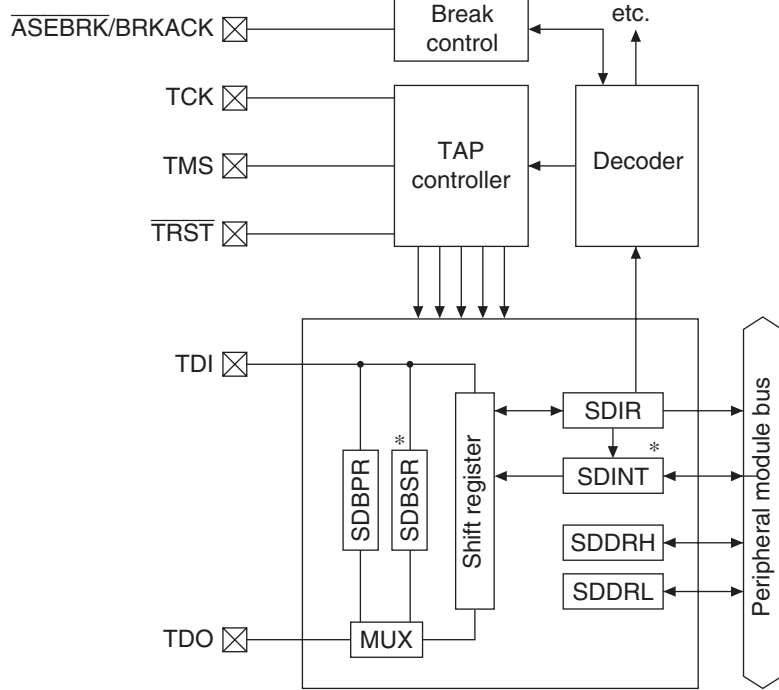 ASEBRK/BRKACK
Break
control
etc.
TCK
TMS
TRST
TAP
controller
Decoder
TDI
SDBPR
*
SDBSR
Shift register
SDIR
*
SDINT
SDDRH
SDDRL
Peripheral module bus
TDO
MUX